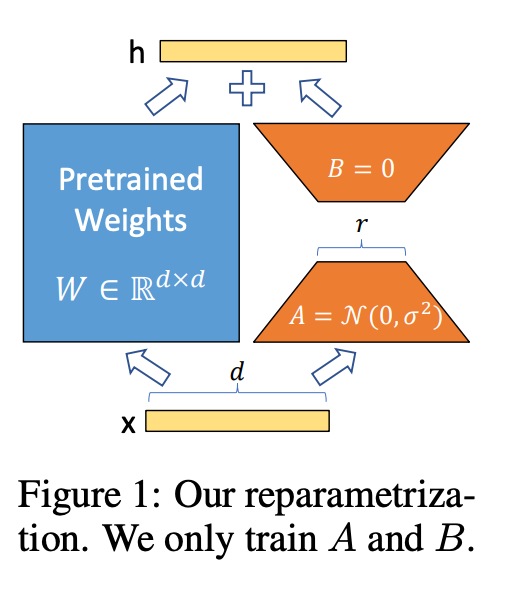 h
Pretrained
Weights
W ∈ ℝ^{d×d}
B = 0
r
A = 𝒩(0, σ²)
d
x
Figure 1: Our reparametriza-
tion. We only train A and B.